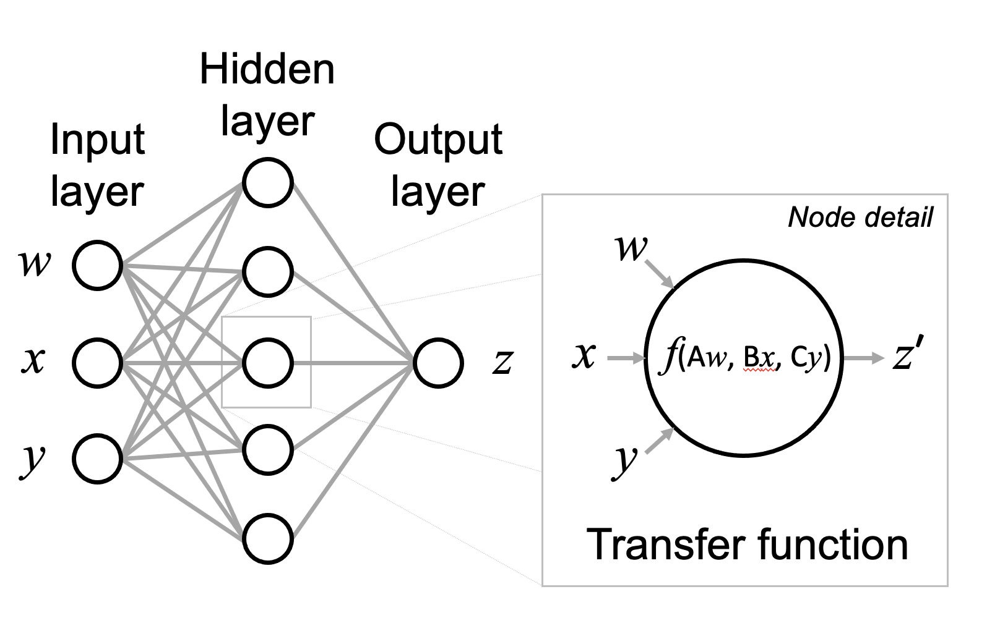 Hidden
layer
Input
layer
Output
layer
w
x
y
z
Node detail
w
x
f(Aw, Bx, Cy)
z′
y
Transfer function